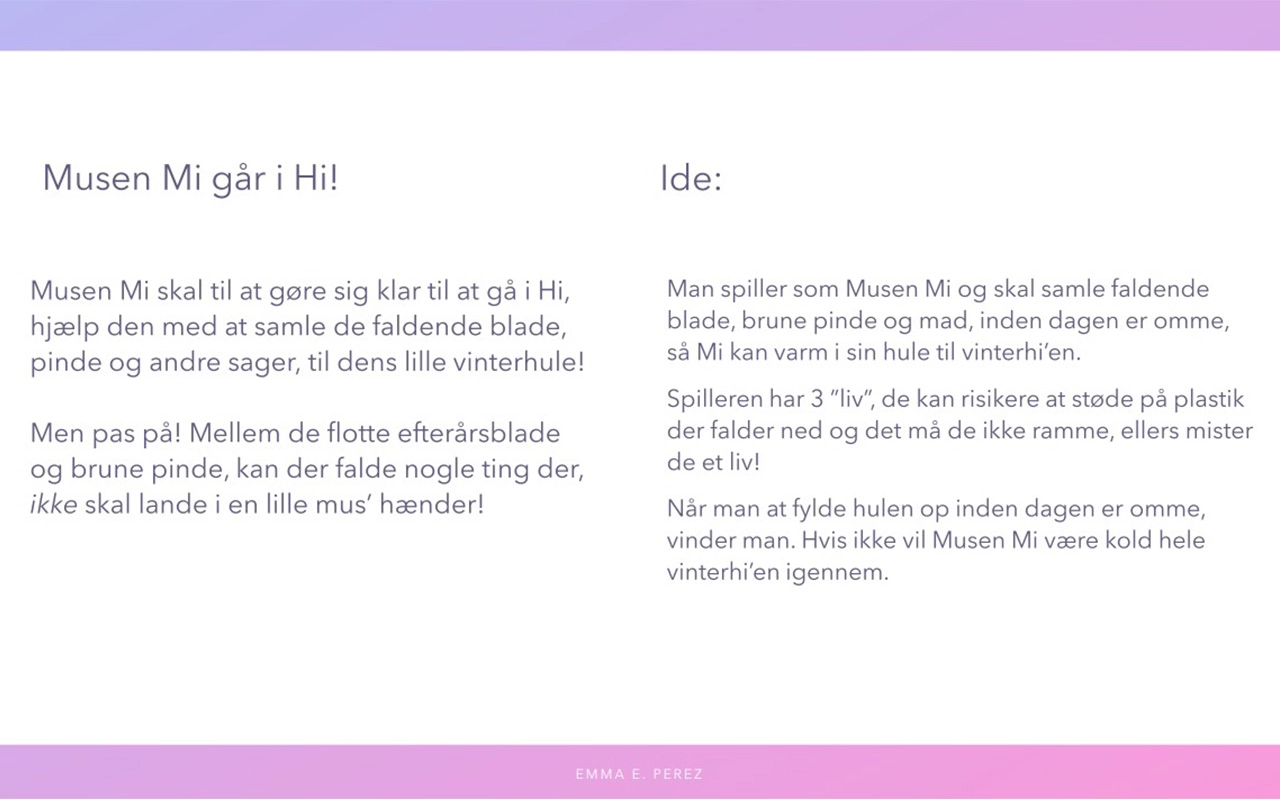 Musen Mi går i Hi!
Musen Mi skal til at gøre sig klar til at gå i Hi,
hjælp den med at samle de faldende blade,
pinde og andre sager, til dens lille vinterhule!
Men pas på! Mellem de flotte efterårsblade
og brune pinde, kan der falde nogle ting der,
ikke skal lande i en lille mus’ hænder!
Ide:
Man spiller som Musen Mi og skal samle faldende
blade, brune pinde og mad, inden dagen er omme,
så Mi kan varm i sin hule til vinterhi’en.
Spilleren har 3 ”liv”, de kan risikere at støde på plastik
der falder ned og det må de ikke ramme, ellers mister
de et liv!
Når man at fylde hulen op inden dagen er omme,
vinder man. Hvis ikke vil Musen Mi være kold hele
vinterhi’en igennem.
EMMA E. PEREZ